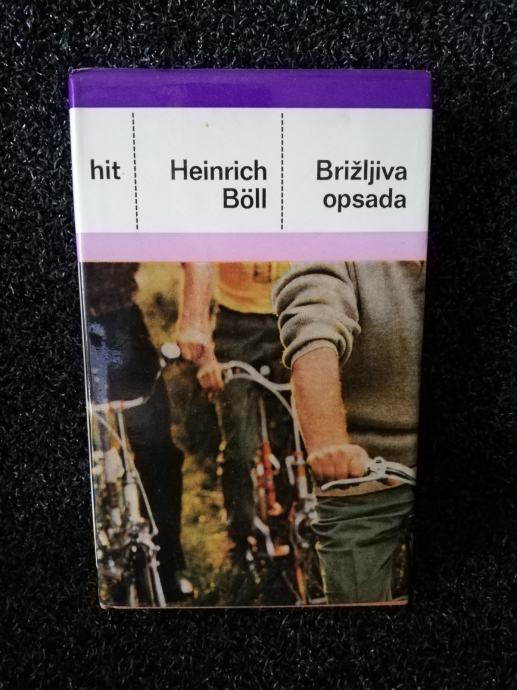 hit
Heinrich
Böll
Brižljiva
opsada